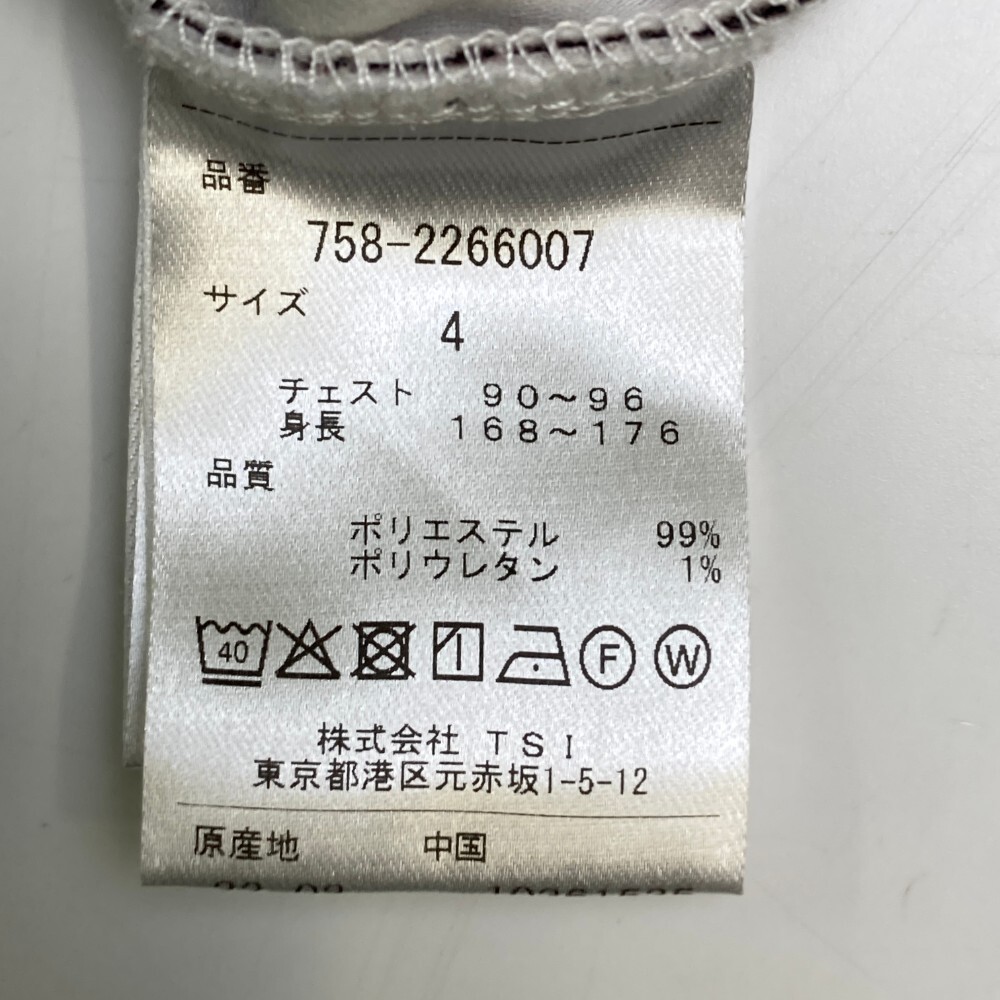 品番
758-2266007
サイズ
4
チェスト 90～96
身長 168～176
品質
ポリエステル 99%
ポリウレタン 1%
40 F W
株式会社 TSI
東京都港区元赤坂1-5-12
原産地 中国